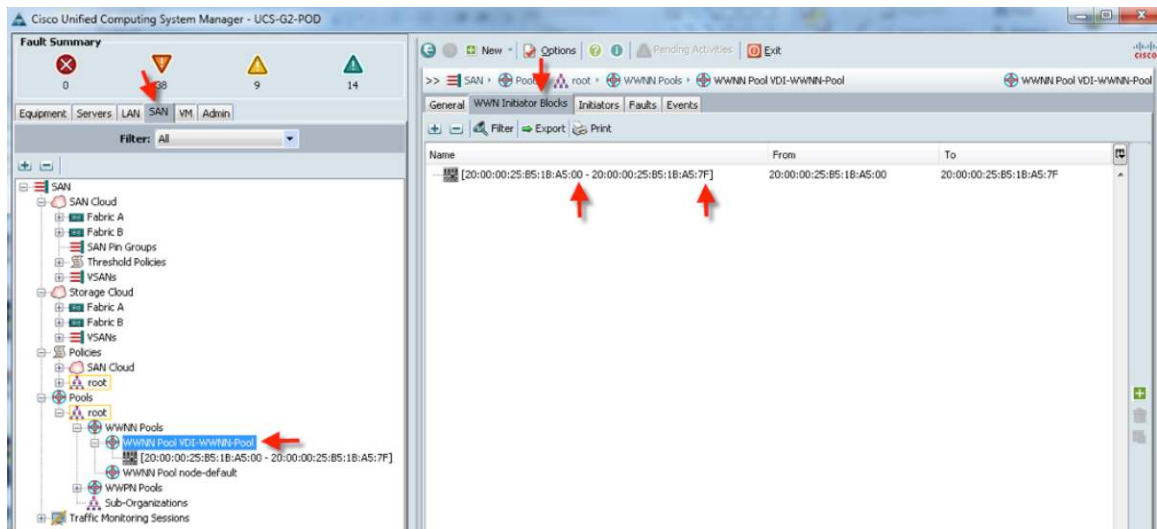 Cisco Unified Computing System Manager - UCS-G2-POD
Fault Summary
0 38 9 14
Equipment Servers LAN SAN VM Admin
Filter: All
SAN
SAN Cloud
Fabric A
Fabric B
SAN Pin Groups
Threshold Policies
VSANs
Storage Cloud
Fabric A
Fabric B
VSANs
Policies
SAN Cloud
root
Pools
root
WWNN Pools
WWNN Pool VDI-WWNN-Pool
[20:00:00:25:B5:1B:A5:00 - 20:00:00:25:B5:1B:A5:7F]
WWNN Pool node-default
WWPN Pools
Sub-Organizations
Traffic Monitoring Sessions
New Options Pending Activities Exit
cisco
>> SAN root WWNN Pools WWNN Pool VDI-WWNN-Pool WWNN Pool VDI-WWNN-Pool
General WWN Initiator Blocks Initiators Faults Events
Filter Export Print
Name From To
[20:00:00:25:B5:1B:A5:00 - 20:00:00:25:B5:1B:A5:7F] 20:00:00:25:B5:1B:A5:00 20:00:00:25:B5:1B:A5:7F